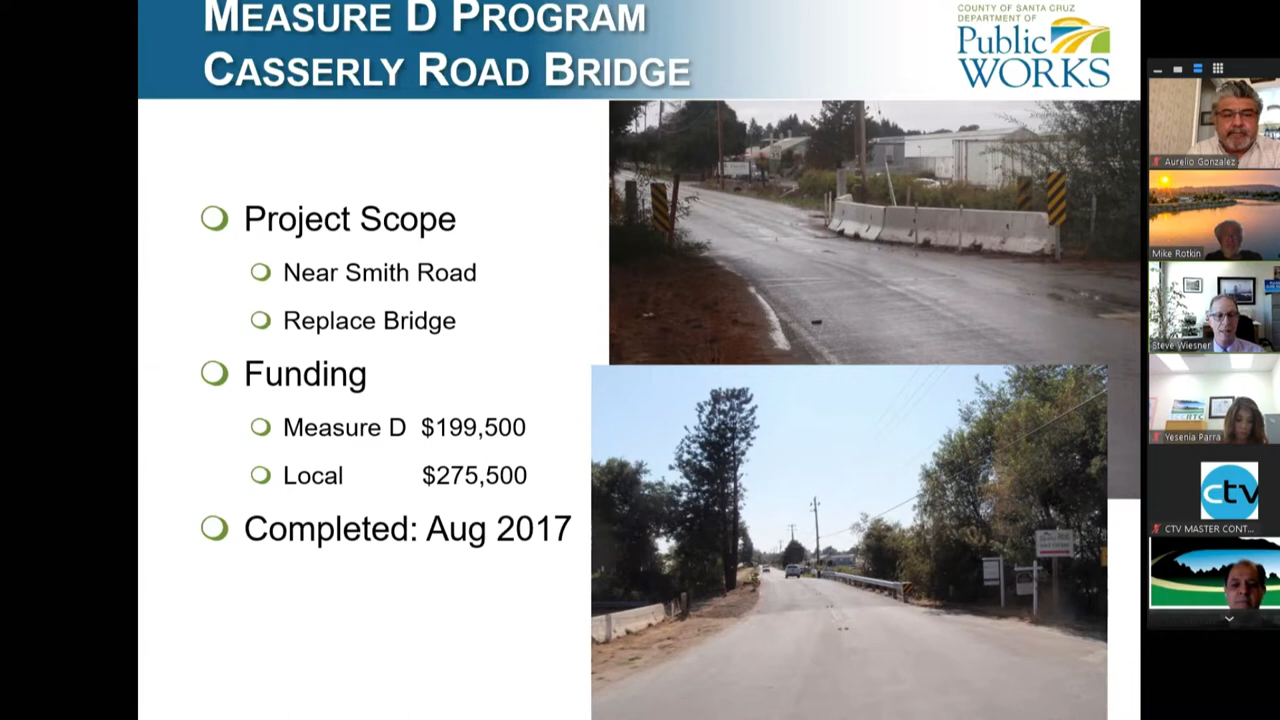 MEASURE D PROGRAM
CASSERLY ROAD BRIDGE
COUNTY OF SANTA CRUZ
DEPARTMENT OF
Public
WORKS
Project Scope
Near Smith Road
Replace Bridge
Funding
Measure D $199,500
Local $275,500
Completed: Aug 2017
Aurelio Gonzalez
Mike Rotkin
Steve Wiesner
Yesenia Parra
ctv
CTV MASTER CONT...